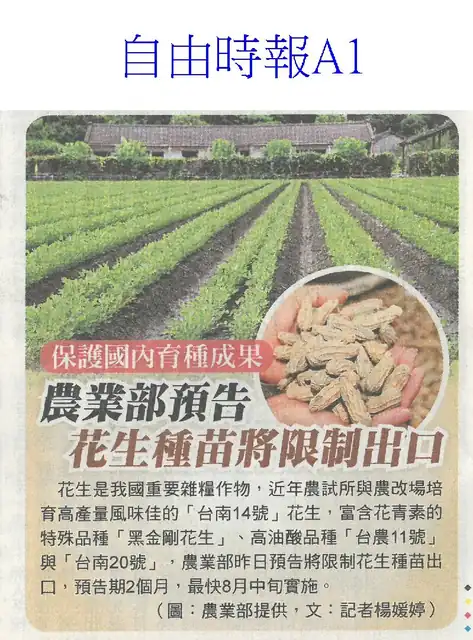 自由時報A1
保護國內育種成果
農業部預告
花生種苗將限制出口
花生是我國重要雜糧作物，近年農試所與農改場培
育高產量風味佳的「台南14號」花生，富含花青素的
特殊品種「黑金剛花生」、高油酸品種「台農11號」
與「台南20號」，農業部昨日預告將限制花生種苗出
口，預告期2個月，最快8月中旬實施。
（圖：農業部提供，文：記者楊媛婷）